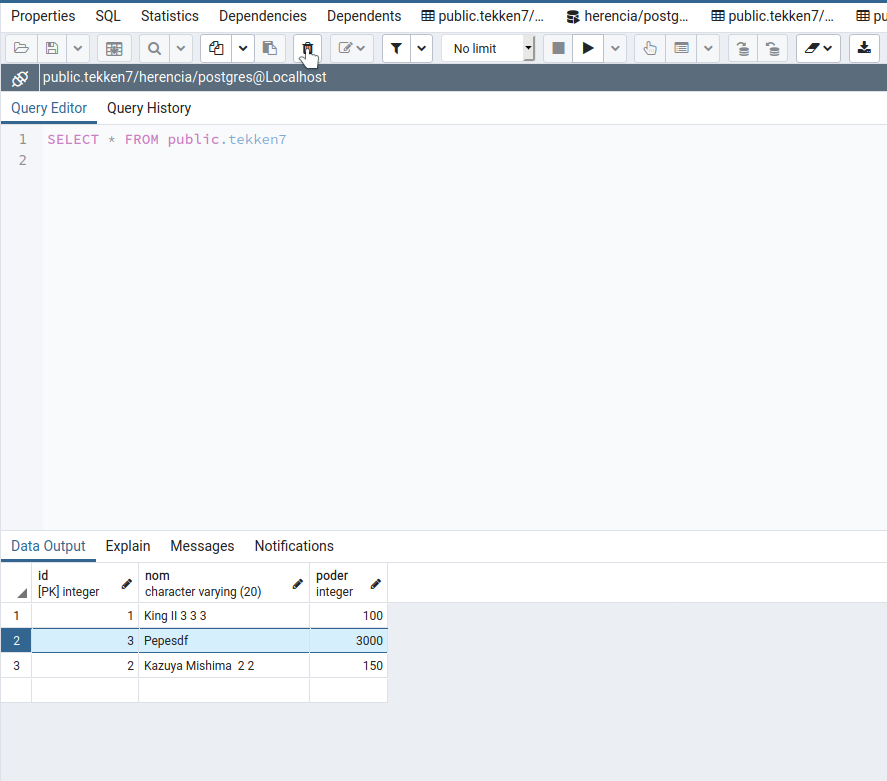 Properties SQL Statistics Dependencies Dependents public.tekken7/... herencia/postg... public.tekken7/... pu
No limit
public.tekken7/herencia/postgres@Localhost
Query Editor Query History
1 SELECT * FROM public.tekken7
2
Data Output Explain Messages Notifications
id nom poder
[PK] integer character varying (20) integer
1 1 King II 3 3 3 100
2 3 Pepesdf 3000
3 2 Kazuya Mishima 2 2 150